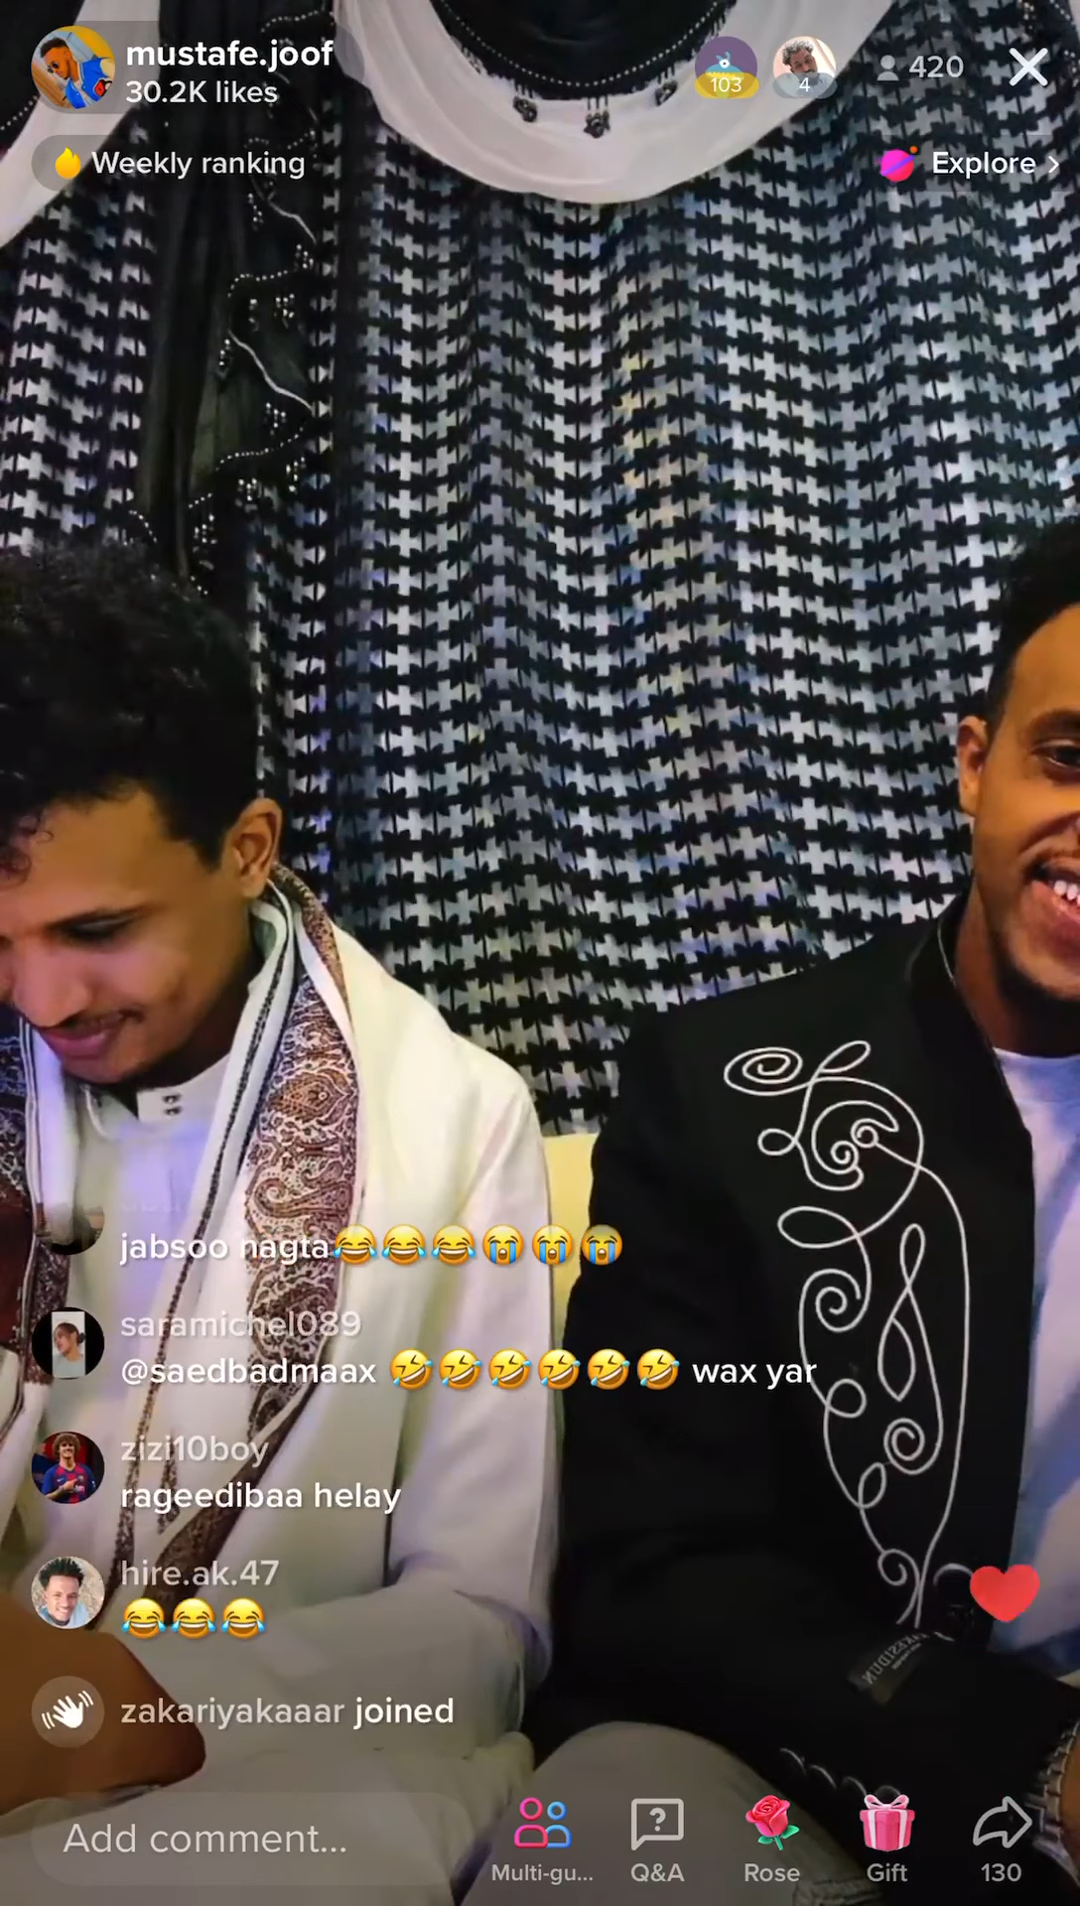 mustafe.joof
30.2K likes
103
4
420
Weekly ranking
Explore >
jabsoo nagta😂😂😂😭😭😭
saramichel089
@saedbadmaax 🤣🤣🤣🤣🤣🤣 wax yar
zizi10boy
rageedibaa helay
hire.ak.47
😂😂😂
zakariyakaaar joined
Add comment...
Multi-gu...
Q&A
Rose
Gift
130